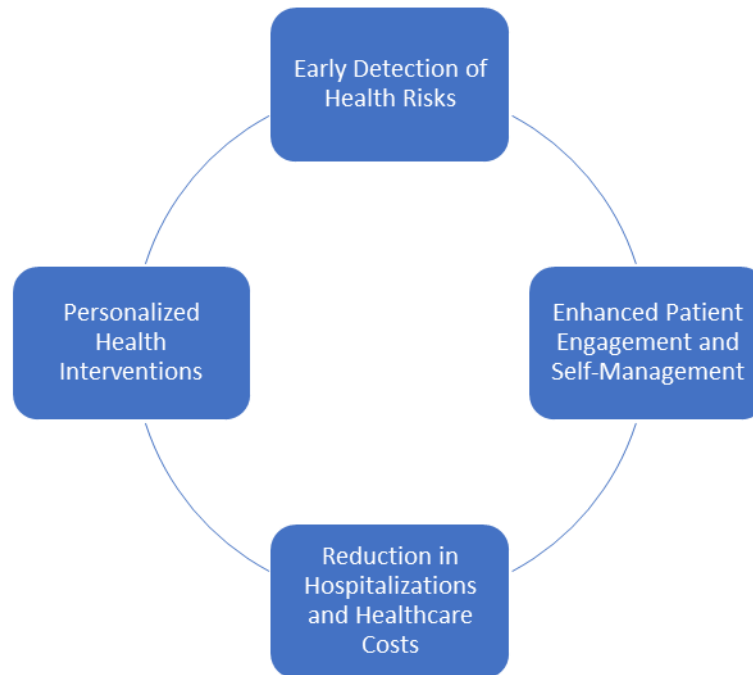 Early Detection of
Health Risks
Enhanced Patient
Engagement and
Self-Management
Reduction in
Hospitalizations
and Healthcare
Costs
Personalized
Health
Interventions